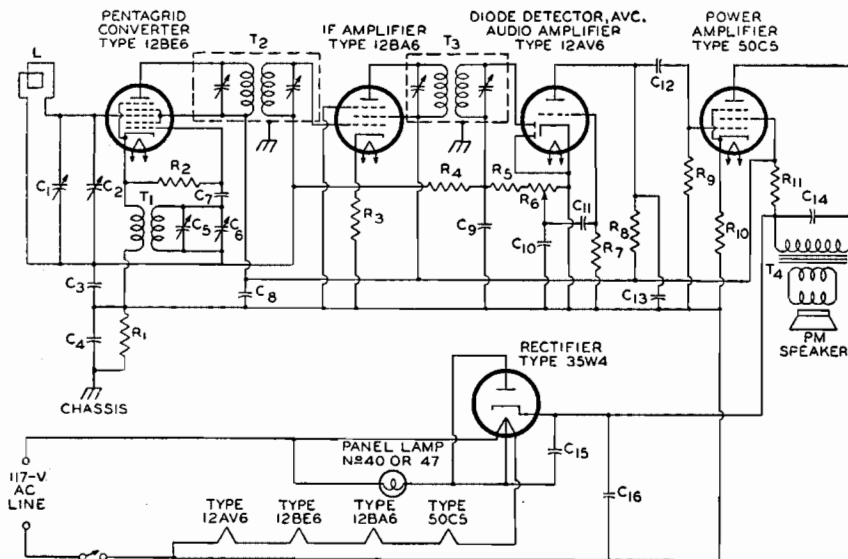 PENTAGRID
CONVERTER
TYPE 12BE6
T2
IF AMPLIFIER
TYPE 12BA6
T3
DIODE DETECTOR, AVC.
AUDIO AMPLIFIER
TYPE 12AV6
POWER
AMPLIFIER
TYPE 50C5
L
C12
C1
C2
R2
C7
T1
C5
C6
R3
R4
R5
R6
C9
C10
C11
R7
R8
R9
R10
R11
C14
C13
T4
C3
C8
C4
R1
CHASSIS
PM
SPEAKER
RECTIFIER
TYPE 35W4
PANEL LAMP
No 40 OR 47
C15
C16
117-V.
AC
LINE
TYPE
12AV6
TYPE
12BE6
TYPE
12BA6
TYPE
50C5